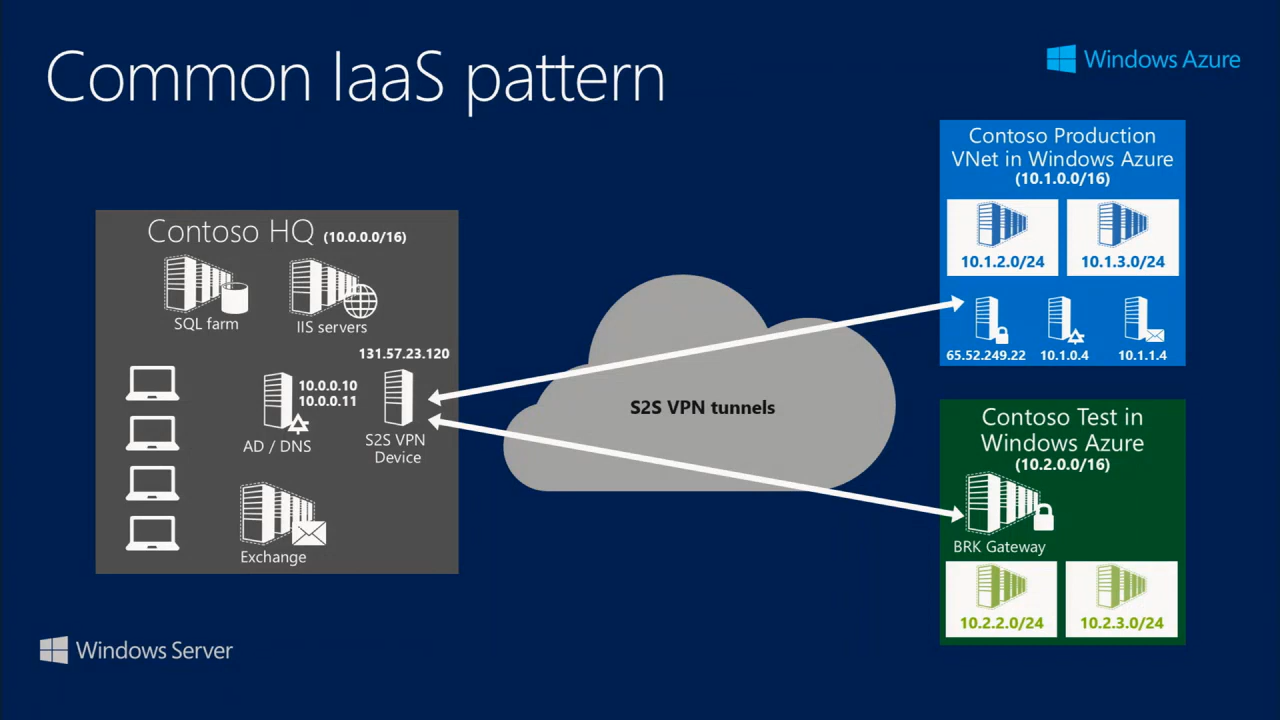 Common IaaS pattern
Windows Azure
Contoso HQ (10.0.0.0/16)
SQL farm
IIS servers
131.57.23.120
10.0.0.10
10.0.0.11
AD / DNS
S2S VPN
Device
Exchange
S2S VPN tunnels
Contoso Production
VNet in Windows Azure
(10.1.0.0/16)
10.1.2.0/24
10.1.3.0/24
65.52.249.22
10.1.0.4
10.1.1.4
Contoso Test in
Windows Azure
(10.2.0.0/16)
BRK Gateway
10.2.2.0/24
10.2.3.0/24
Windows Server